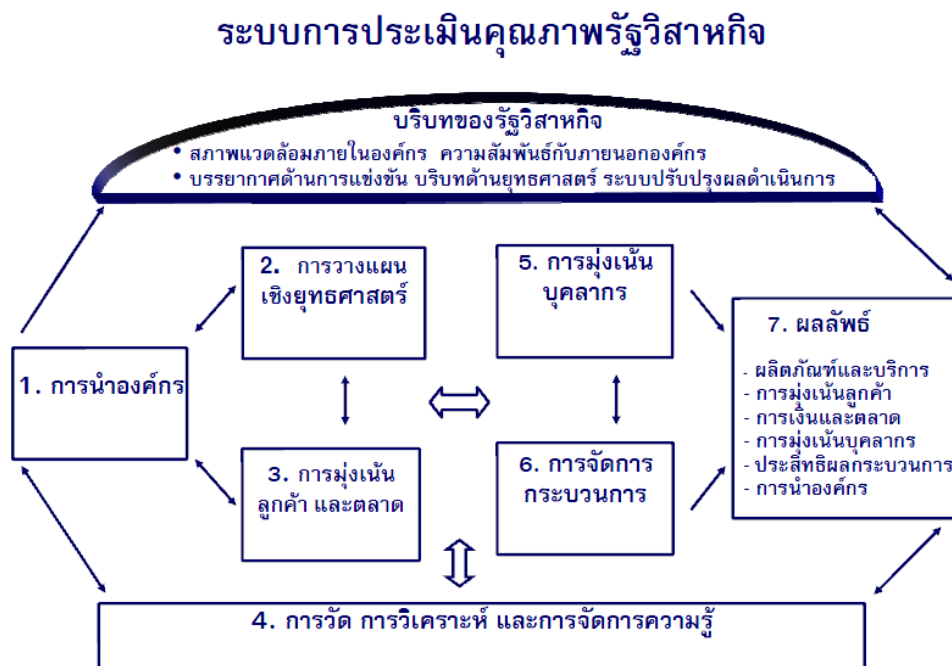 ระบบการประเมินคุณภาพรัฐวิสาหกิจ
บริบทของรัฐวิสาหกิจ
• สภาพแวดล้อมภายในองค์กร ความสัมพันธ์กับภายนอกองค์กร
• บรรยากาศด้านการแข่งขัน บริบทด้านยุทธศาสตร์ ระบบปรับปรุงผลดำเนินการ
1. การนำองค์กร
2. การวางแผน
เชิงยุทธศาสตร์
3. การมุ่งเน้น
ลูกค้า และตลาด
5. การมุ่งเน้น
บุคลากร
6. การจัดการ
กระบวนการ
7. ผลลัพธ์
- ผลิตภัณฑ์และบริการ
- การมุ่งเน้นลูกค้า
- การเงินและตลาด
- การมุ่งเน้นบุคลากร
- ประสิทธิผลกระบวนการ
- การนำองค์กร
4. การวัด การวิเคราะห์ และการจัดการความรู้